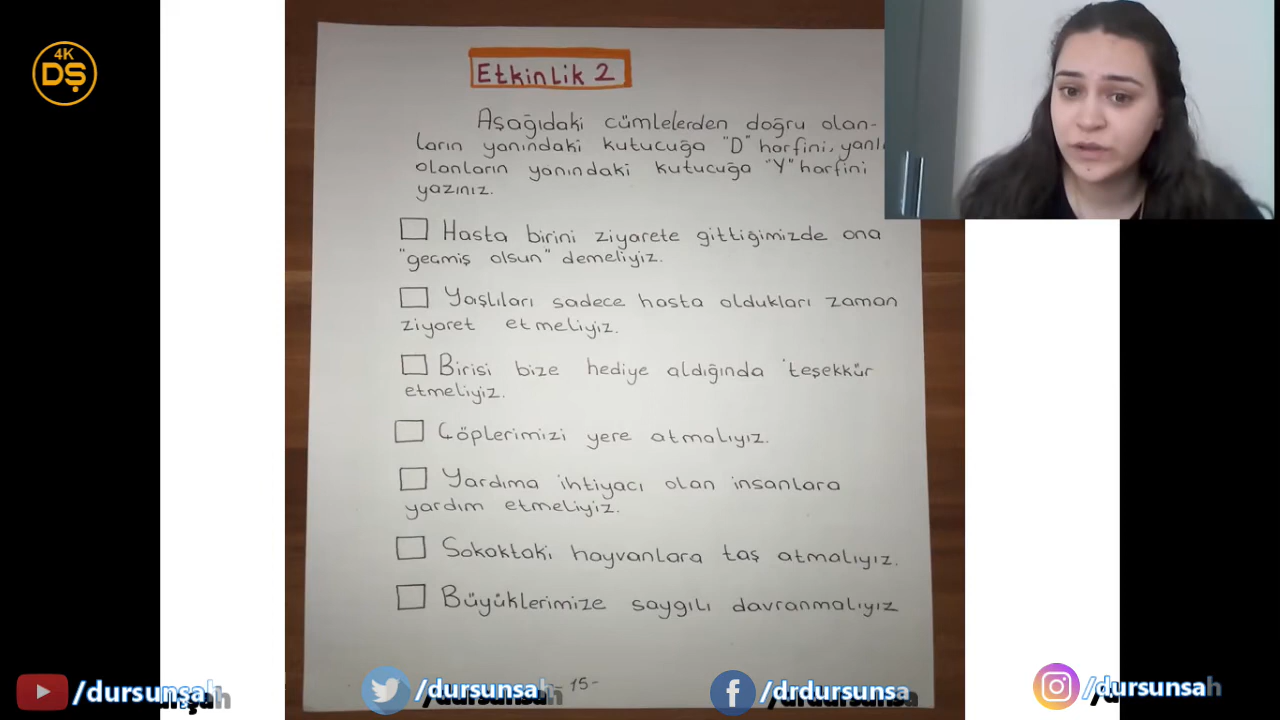 4K
DŞ
Etkinlik 2
Aşağıdaki cümlelerden doğru olan-
ların yanındaki kutucuğa "D" harfini,
olanların yanındaki kutucuğa "Y" harfini
yazınız.
Hasta birini ziyarete gittiğimizde ona
"geçmiş olsun" demeliyiz.
Yaşlıları sadece hasta oldukları zaman
ziyaret etmeliyiz.
Birisi bize hediye aldığında teşekkür
etmeliyiz.
Çöplerimizi yere atmalıyız.
Yardıma ihtiyacı olan insanlara
yardım etmeliyiz.
Sokaktaki hayvanlara taş atmalıyız.
Büyüklerimize saygılı davranmalıyız
-15-
/dursunşah
/dursunsah
/drdursunsa
/dursunsah